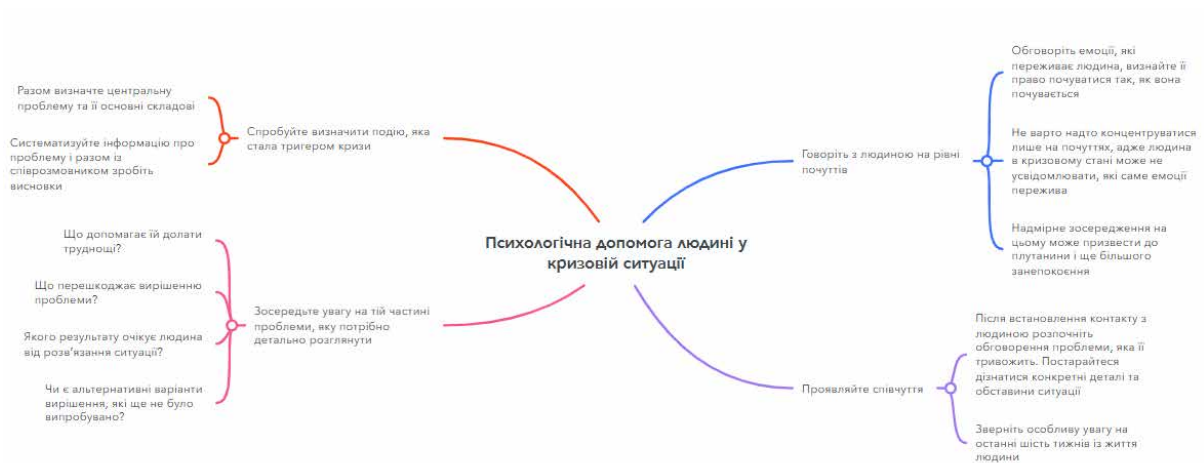 Психологічна допомога людині у
кризовій ситуації
Говоріть з людиною на рівні
почуттів
Обговоріть емоції, які
переживає людина, визнайте її
право почуватися так, як вона
почувається
Не варто надто концентруватися
лише на почуттях, адже людина
в кризовому стані може не
усвідомлювати, які саме емоції
пережива
Надмірне зосередження на
цьому може призвести до
плутанини і ще більшого
занепокоєння
Проявляйте співчуття
Після встановлення контакту з
людиною розпочніть
обговорення проблеми, яка її
тривожить. Постарайтеся
дізнатися конкретні деталі та
обставини ситуації
Зверніть особливу увагу на
останні шість тижнів із життя
людини
Спробуйте визначити подію, яка
стала тригером кризи
Разом визначте центральну
проблему та її основні складові
Систематизуйте інформацію про
проблему і разом із
співрозмовником зробіть
висновки
Зосередьте увагу на тій частині
проблеми, яку потрібно
детально розглянути
Що допомагає їй долати
труднощі?
Що перешкоджає вирішенню
проблеми?
Якого результату очікує людина
від розв'язання ситуації?
Чи є альтернативні варіанти
вирішення, які ще не було
випробувано?